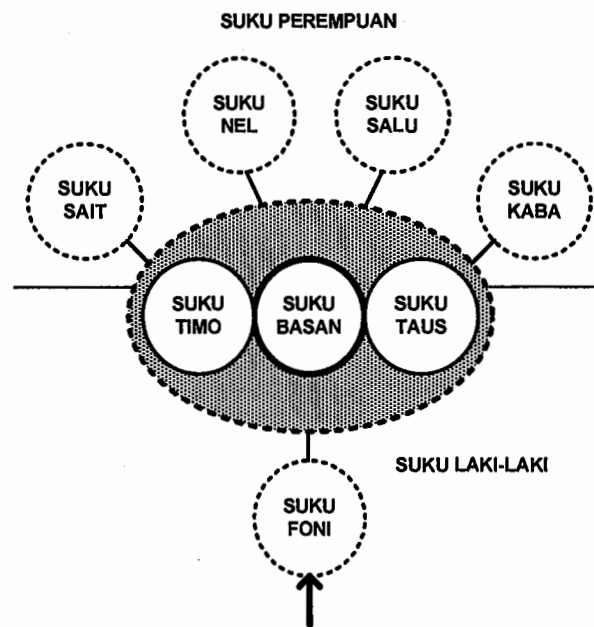 SUKU PEREMPUAN
SUKU
NEL
SUKU
SALU
SUKU
SAIT
SUKU
KABA
SUKU
TIMO
SUKU
BASAN
SUKU
TAUS
SUKU LAKI-LAKI
SUKU
FONI